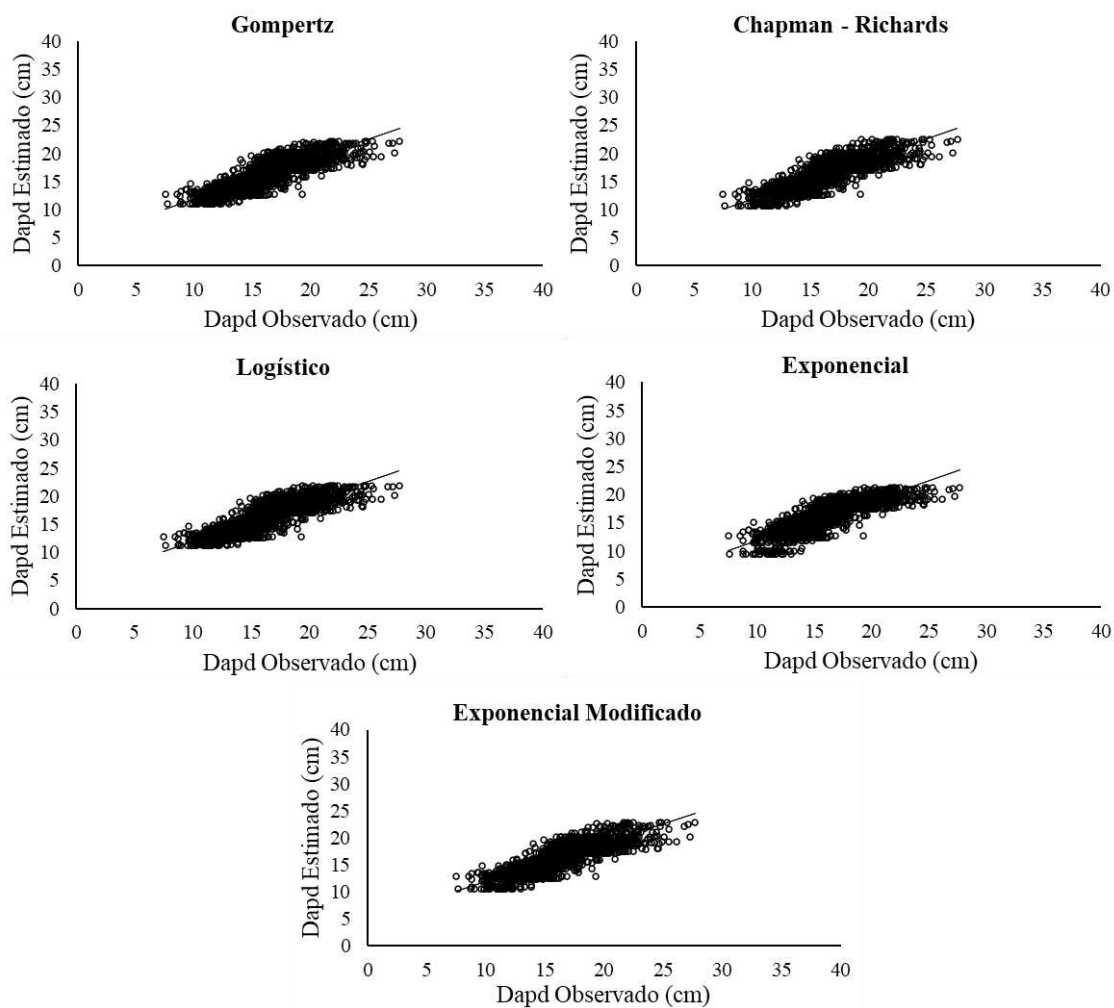 Gompertz
40
35
30
25
20
15
10
5
0
Dapd Estimado (cm)
0 5 10 15 20 25 30 35 40
Dapd Observado (cm)
Chapman - Richards
40
35
30
25
20
15
10
5
0
Dapd Estimado (cm)
0 5 10 15 20 25 30 35 40
Dapd Observado (cm)
Logístico
40
35
30
25
20
15
10
5
0
Dapd Estimado (cm)
0 5 10 15 20 25 30 35 40
Dapd Observado (cm)
Exponencial
40
35
30
25
20
15
10
5
0
Dapd Estimado (cm)
0 5 10 15 20 25 30 35 40
Dapd Observado (cm)
Exponencial Modificado
40
35
30
25
20
15
10
5
0
Dapd Estimado (cm)
0 5 10 15 20 25 30 35 40
Dapd Observado (cm)